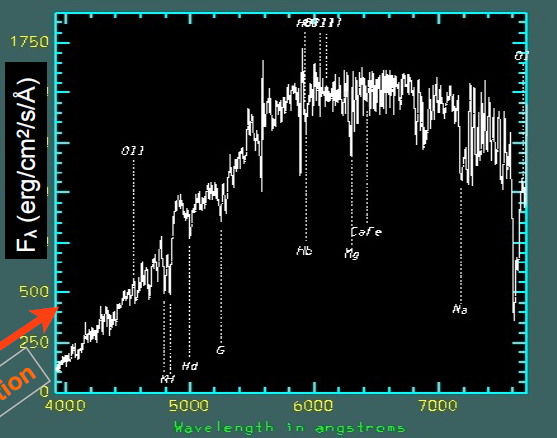 1750
OII
OI
Fλ (erg/cm²/s/Å)
Hb
CaFe
Mg
500
Na
250
G
Hd
KH
0
tion
4000 5000 6000 7000
Wavelength in angstroms